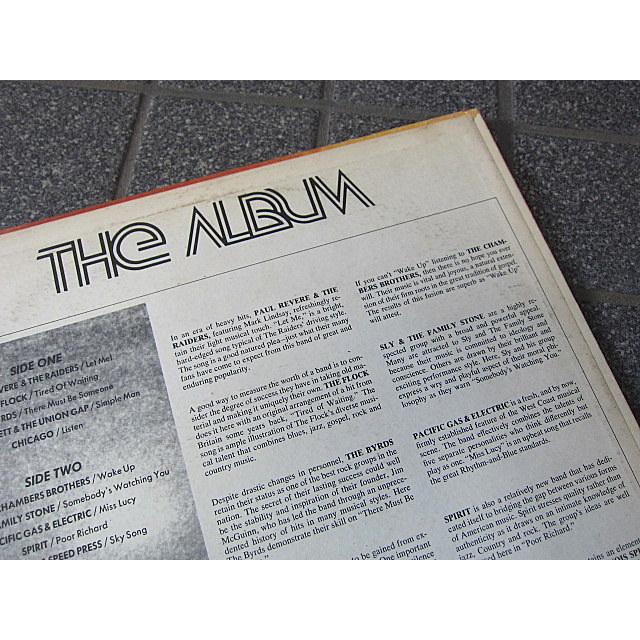 THE ALBUM
SIDE ONE
VERE & THE RAIDERS / Let Me!
FLOCK / Tired Of Waiting
RDS / There Must Be Someone
ETT & THE UNION GAP / Simple Man
CHICAGO / Listen
SIDE TWO
CHAMBERS BROTHERS / Wake Up
AMILY STONE / Somebody's Watching You
CIFIC GAS & ELECTRIC / Miss Lucy
SPIRIT / Poor Richard
SPEED PRESS / Sky Song
In an era of heavy hits, PAUL REVERE & THE
RAIDERS, featuring Mark Lindsay, refreshingly re-
tain their light musical touch. "Let Me," is a bright,
hard-edged song typical of The Raiders' driving style.
The song is a good natured plea—just what their many
fans have come to expect from this band of great and
enduring popularity.
A good way to measure the worth of a band is to con-
sider the degree of success they have in taking old ma-
terial and making it uniquely their own. THE FLOCK
does it here with an original arrangement of a hit from
Britain some years back, "Tired of Waiting." The
song is ample illustration of The Flock's diverse musi-
cal talent that combines blues, jazz, gospel, rock and
country music.
Despite drastic changes in personnel, THE BYRDS
retain their status as one of the best rock groups in the
nation. The secret of their lasting success could well
be the stability and inspiration of their founder, Jim
McGuinn, who has led the band through an unprece-
dented history of hits in many musical styles. Here
The Byrds demonstrate their skill on "There Must Be
to be gained from ex-
One important
silence
If you can't "Wake Up" listening to THE CHAM-
BERS BROTHERS, then there is no hope you ever
will. Their music is vital and joyous, a natural exten-
sion of their firm roots in the great tradition of gospel.
The results of this fusion are superb as "Wake Up"
will attest.
SLY & THE FAMILY STONE are a highly re-
spected group with a broad and powerful appeal.
Many are attracted to Sly and The Family Stone
because their music is committed to ideology and
conscience. Others are drawn by their brilliant and
exciting performance style. Here, Sly and his group
express a wry and playful aspect of their moral phi-
losophy as they warn "Somebody's Watching You."
PACIFIC GAS & ELECTRIC is a fresh, and by now,
firmly established feature of the West Coast musical
scene. The band effectively combines the talents of
five separate personalities who think differently but
play as one. "Miss Lucy" is an upbeat song that recalls
the great Rhythm-and-Blue standards.
SPIRIT is also a relatively new band that has dedi-
cated itself to bridging the gap between various forms
of American music. Spirit stresses quality rather than
authenticity as it draws on an intimate knowledge of
jazz, Country and rock. The group's ideas are well
used here in "Poor Richard."
ains an element
OIS SP